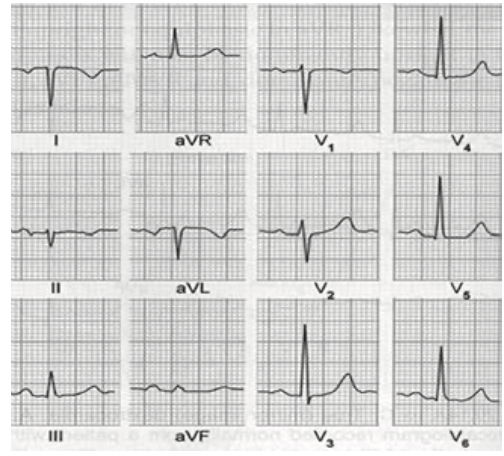 I aVR V₁ V₄
II aVL V₂ V₅
III aVF V₃ V₆